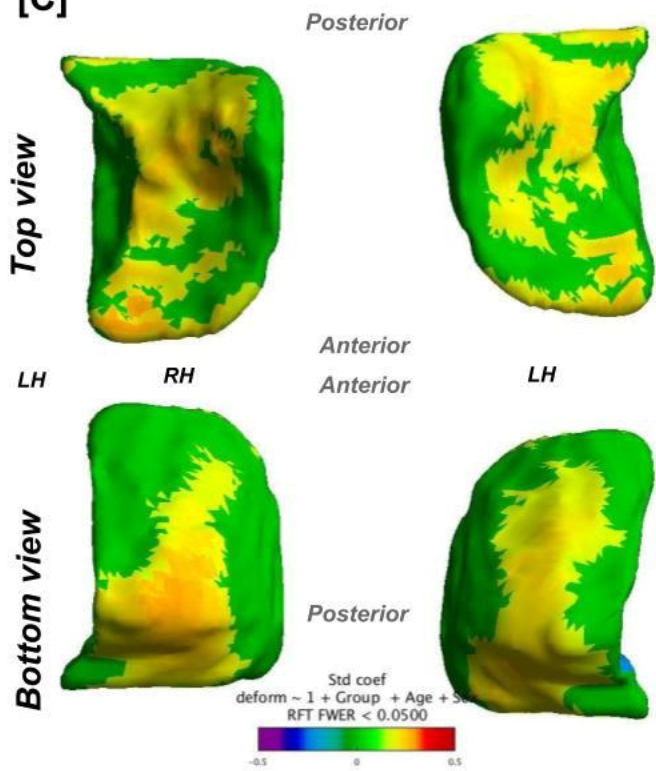 [C]
Posterior
Top view
Anterior
LH RH Anterior LH
Bottom view
Posterior
Std coef
deform ~ 1 + Group + Age +
RFT FWER < 0.0500
-0.5 0 0.5